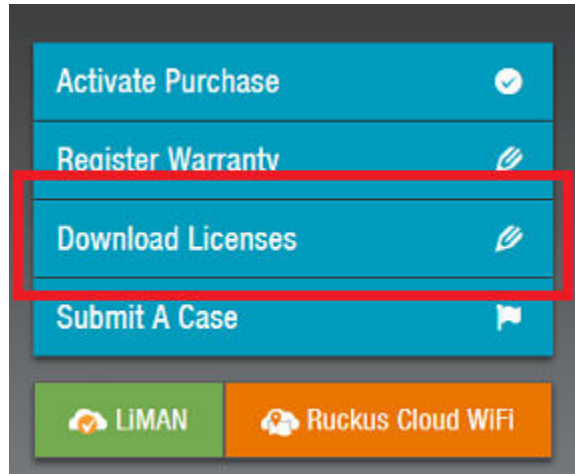 Activate Purchase
Register Warranty
Download Licenses
Submit A Case
LiMAN
Ruckus Cloud WiFi